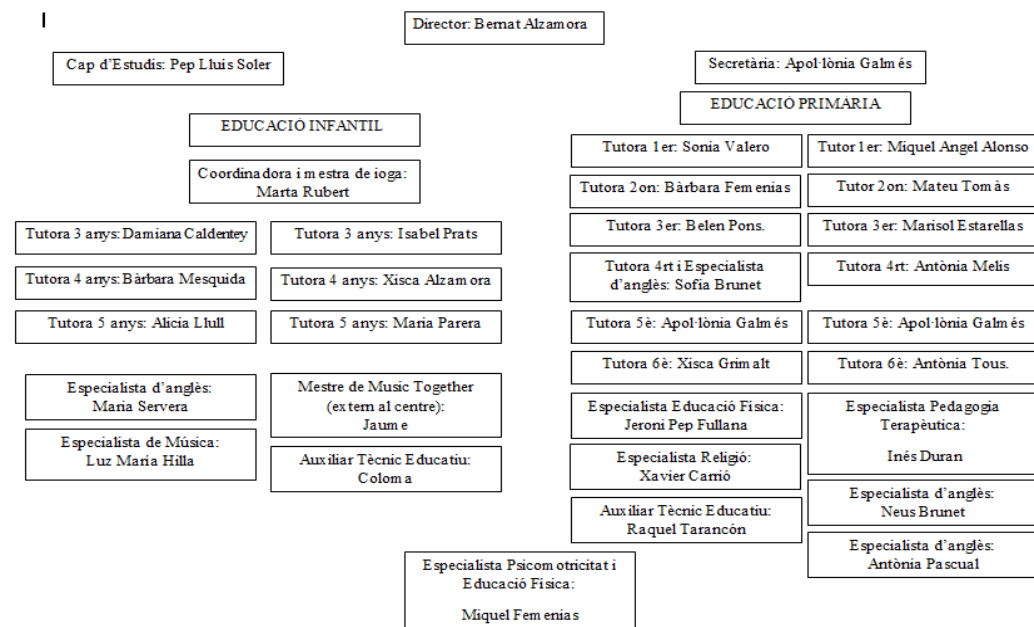 I
Director: Bernat Alzamora
Cap d'Estudis: Pep Lluís Soler
Secretària: Apol·lònia Galmés
EDUCACIÓ INFANTIL
Coordinadora i mestra de ioga:
Marta Rubert
Tutora 3 anys: Damiana Caldentey
Tutora 3 anys: Isabel Prats
Tutora 4 anys: Bàrbara Mesquida
Tutora 4 anys: Xisca Alzamora
Tutora 5 anys: Alicia Llull
Tutora 5 anys: Maria Parera
Especialista d'anglès:
Maria Servera
Mestre de Music Together
(extern al centre):
Jaume
Especialista de Música:
Luz María Hilla
Auxiliar Tècnic Educatiu:
Coloma
EDUCACIÓ PRIMÁRIA
Tutora 1er: Sonia Valero
Tutor 1er: Miquel Angel Alonso
Tutora 2on: Bàrbara Femenias
Tutor 2on: Mateu Tomàs
Tutora 3er: Belen Pons.
Tutora 3er: Marisol Estarellas
Tutora 4rt i Especialista
d'anglès: Sofía Brunet
Tutora 4rt: Antònia Melis
Tutora 5è: Apol·lònia Galmés
Tutora 5è: Apol·lònia Galmés
Tutora 6è: Xisca Grimalt
Tutora 6è: Antònia Tous.
Especialista Educació Física:
Jeroni Pep Fullana
Especialista Pedagogia
Terapèutica:
Inés Duran
Especialista Religió
Xavier Carrió
Especialista d'anglès:
Neus Brunet
Auxiliar Tècnic Educatiu:
Raquel Tarancón
Especialista d'anglès:
Antònia Pascual
Especialista Psicomotricitat i
Educació Física:
Miquel Femenias